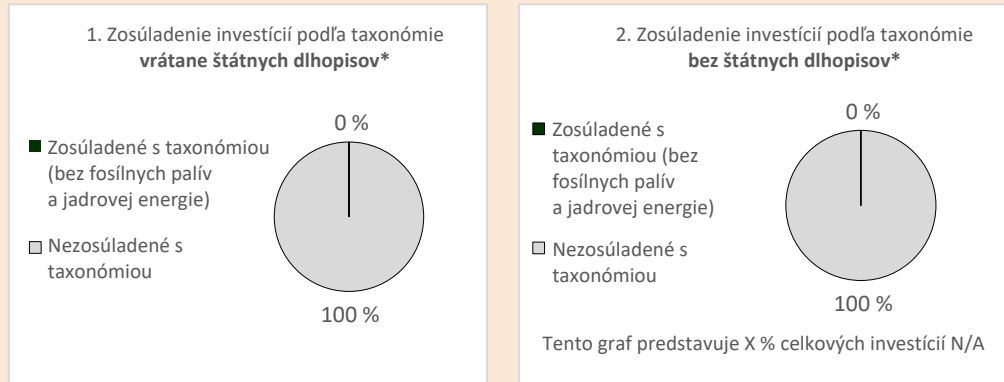 1. Zosúladenie investícií podľa taxonómie
vrátane štátnych dlhopisov*
0 %
Zosúladené s taxonómiou
(bez fosílnych palív
a jadrovej energie)
Nezosúladené s
taxonómiou
100 %
2. Zosúladenie investícií podľa taxonómie
bez štátnych dlhopisov*
0 %
Zosúladené s
taxonómiou (bez
fosílnych palív
a jadrovej energie)
Nezosúladené s
taxonómiou
100 %
Tento graf predstavuje X % celkových investícií N/A